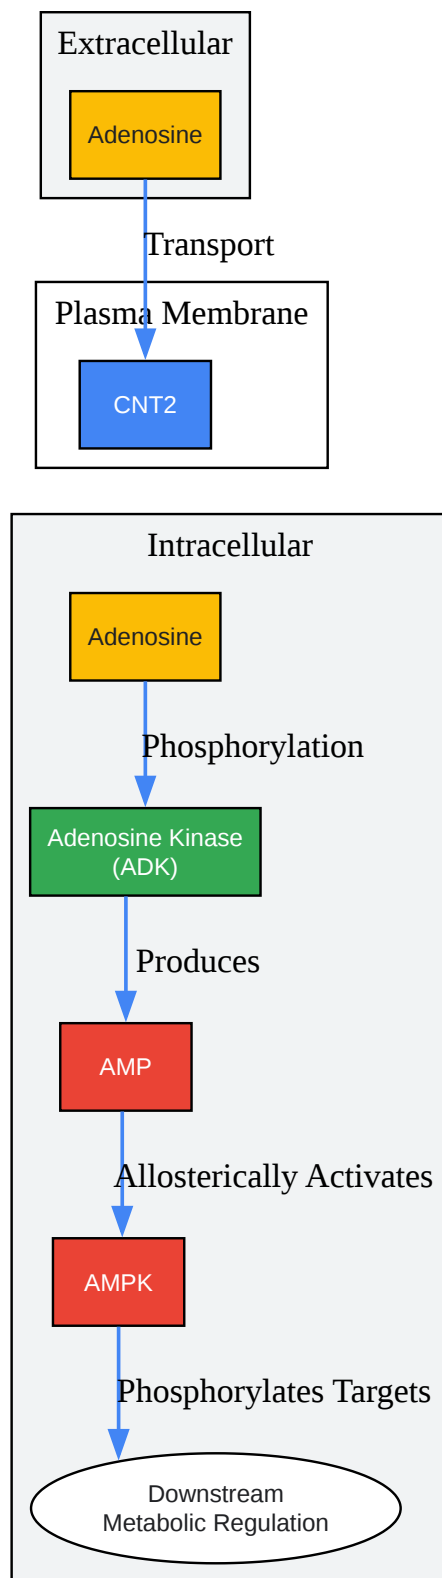 Extracellular
Adenosine
Transport
Plasma Membrane
CNT2
Intracellular
Adenosine
Phosphorylation
Adenosine Kinase
(ADK)
Produces
AMP
Allosterically Activates
AMPK
Phosphorylates Targets
Downstream
Metabolic Regulation